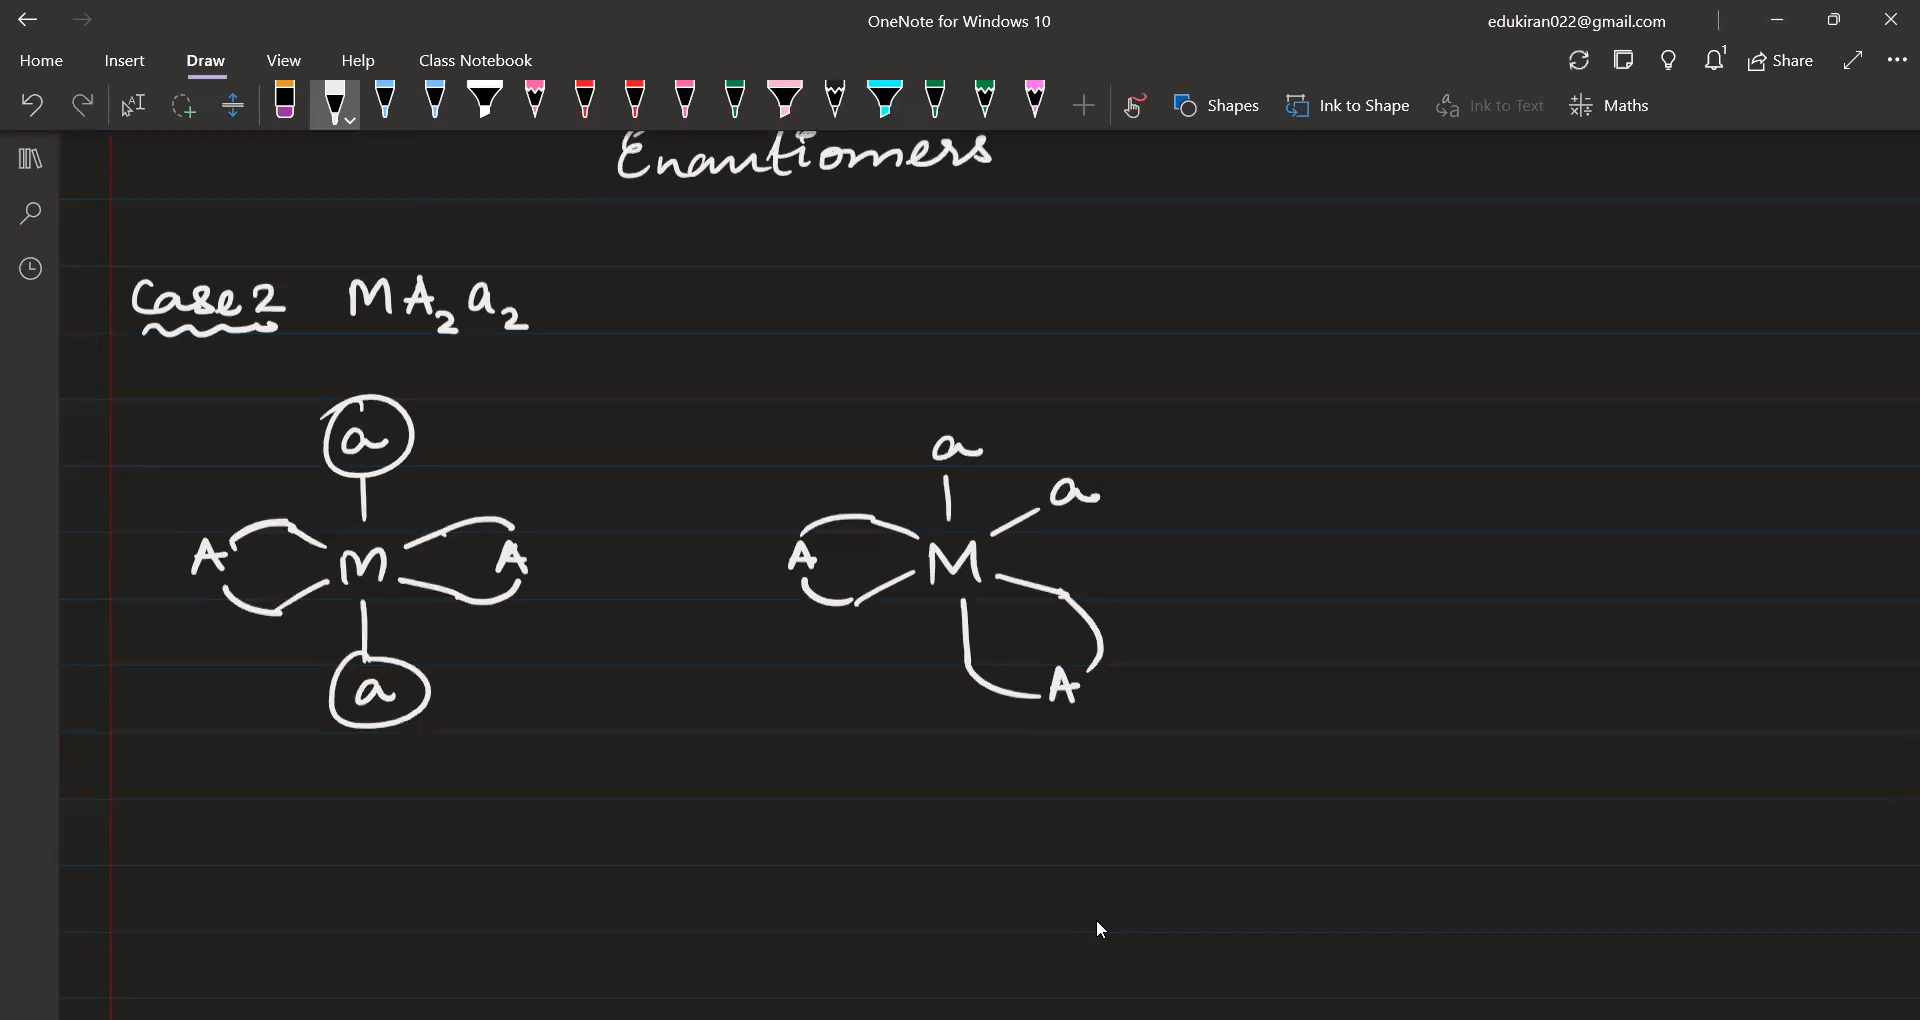 OneNote for Windows 10
edukiran022@gmail.com
Home Insert Draw View Help Class Notebook
1
Share
Shapes Ink to Shape Ink to Text Maths
Enantiomers
Case 2 MA₂a₂
a
A M A
a
a
a
A M
A